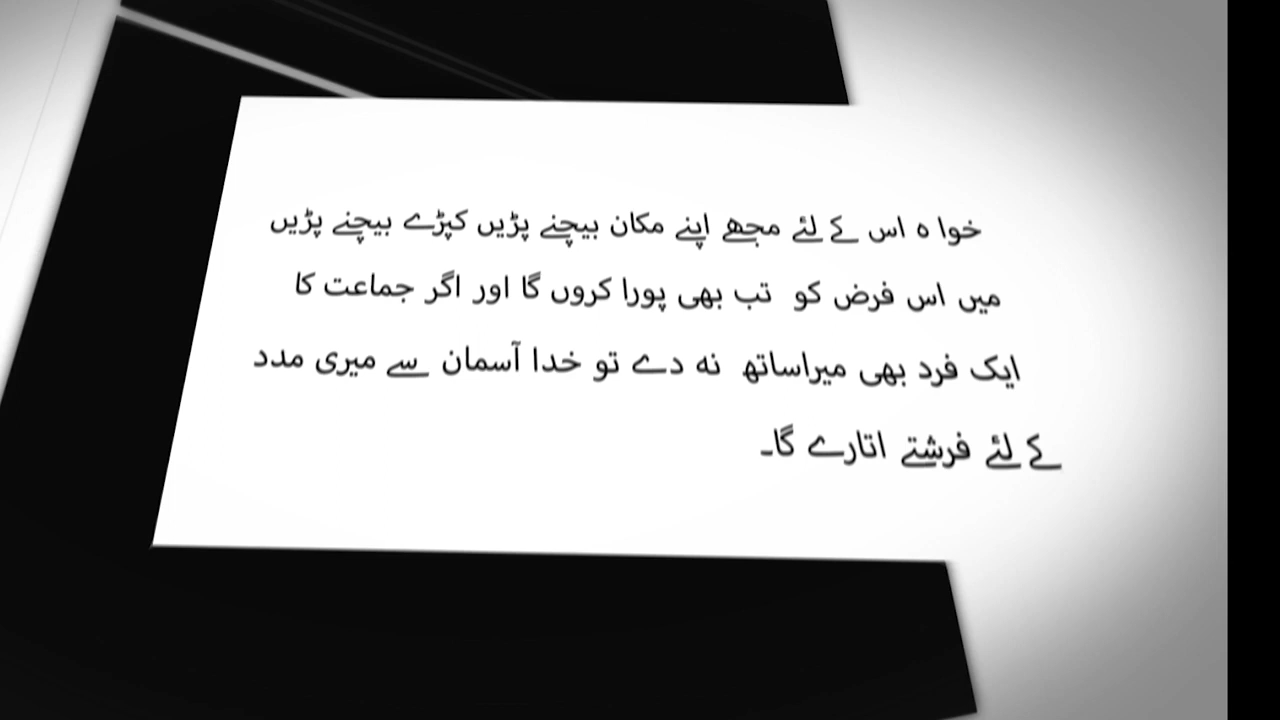 خوا ہ اس کے لئے مجھے اپنے مکان بیچنے پڑیں کپڑے بیچنے پڑیں
میں اس فرض کو تب بھی پورا کروں گا اور اگر جماعت کا
ایک فرد بھی میراساتھ نہ دے تو خدا آسمان سے میری مدد
کے لئے فرشتے اتارے گا۔